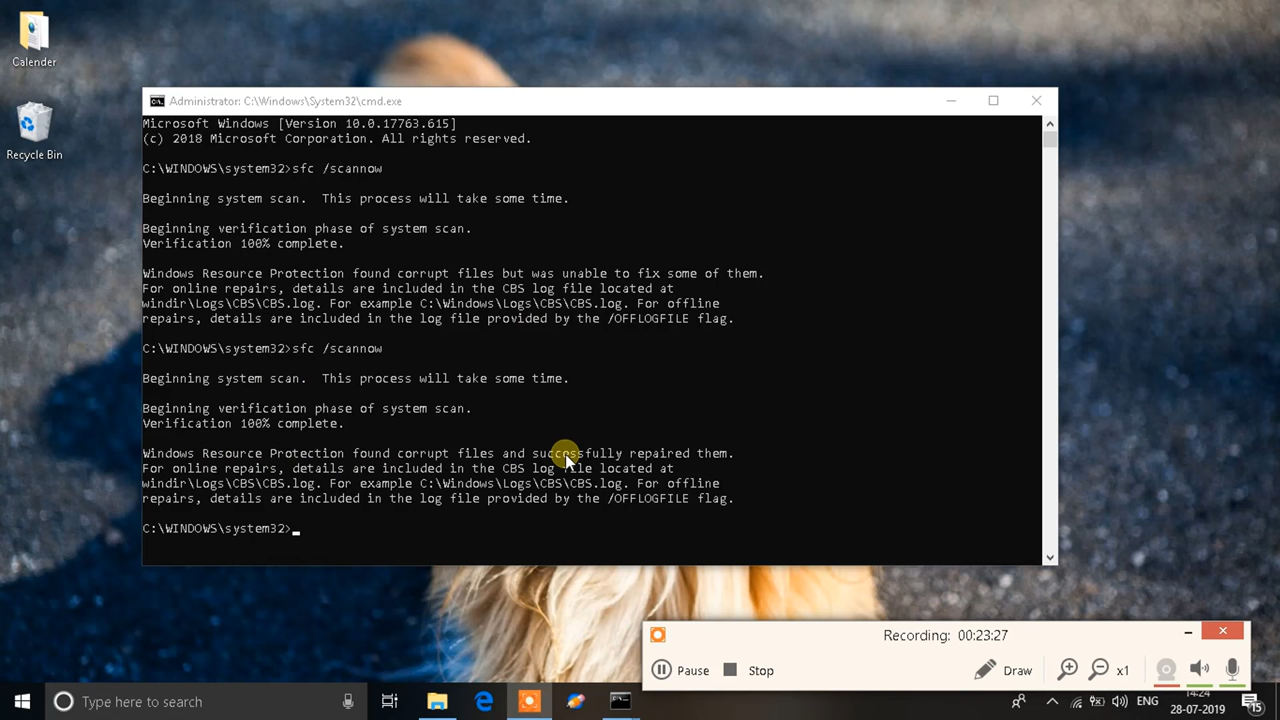 Calender
Recycle Bin
Administrator: C:\Windows\System32\cmd.exe
Microsoft Windows [Version 10.0.17763.615]
(c) 2018 Microsoft Corporation. All rights reserved.
C:\WINDOWS\system32>sfc /scannow
Beginning system scan.  This process will take some time.
Beginning verification phase of system scan.
Verification 100% complete.
Windows Resource Protection found corrupt files but was unable to fix some of them.
For online repairs, details are included in the CBS log file located at
windir\Logs\CBS\CBS.log. For example C:\Windows\Logs\CBS\CBS.log. For offline
repairs, details are included in the log file provided by the /OFFLOGFILE flag.
C:\WINDOWS\system32>sfc /scannow
Beginning system scan.  This process will take some time.
Beginning verification phase of system scan.
Verification 100% complete.
Windows Resource Protection found corrupt files and successfully repaired them.
For online repairs, details are included in the CBS log file located at
windir\Logs\CBS\CBS.log. For example C:\Windows\Logs\CBS\CBS.log. For offline
repairs, details are included in the log file provided by the /OFFLOGFILE flag.
C:\WINDOWS\system32>
Recording: 00:23:27
Pause Stop Draw x1
Type here to search
ENG
14:24
28-07-2019
15